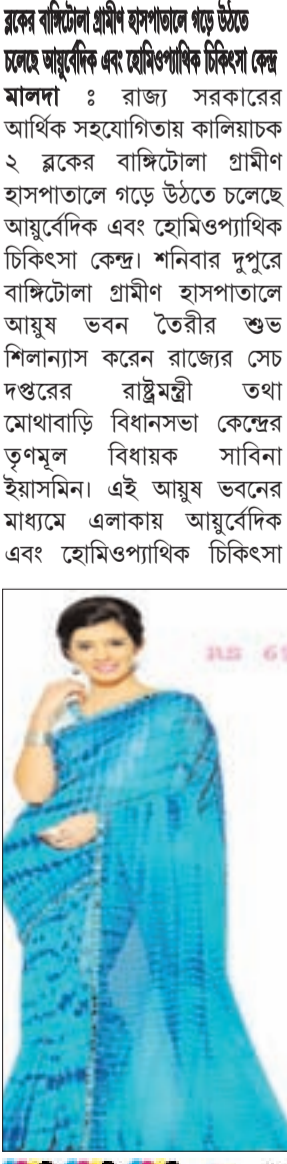 ব্লকের বাঙ্গিটোলা গ্রামীণ হাসপাতালে গড়ে উঠতে
চলেছে আয়ুর্বেদিক এবং হোমিওপ্যাথিক চিকিৎসা কেন্দ্র
মালদা ঃ রাজ্য সরকারের
আর্থিক সহযোগিতায় কালিয়াচক
২ ব্লকের বাঙ্গিটোলা গ্রামীণ
হাসপাতালে গড়ে উঠতে চলেছে
আয়ুর্বেদিক এবং হোমিওপ্যাথিক
চিকিৎসা কেন্দ্র। শনিবার দুপুরে
বাঙ্গিটোলা গ্রামীণ হাসপাতালে
আয়ুষ ভবন তৈরীর শুভ
শিলান্যাস করেন রাজ্যের সেচ
দপ্তরের রাষ্ট্রমন্ত্রী তথা
মোথাবাড়ি বিধানসভা কেন্দ্রের
তৃণমূল বিধায়ক সাবিনা
ইয়াসমিন। এই আয়ুষ ভবনের
মাধ্যমে এলাকায় আয়ুর্বেদিক
এবং হোমিওপ্যাথিক চিকিৎসা
RS